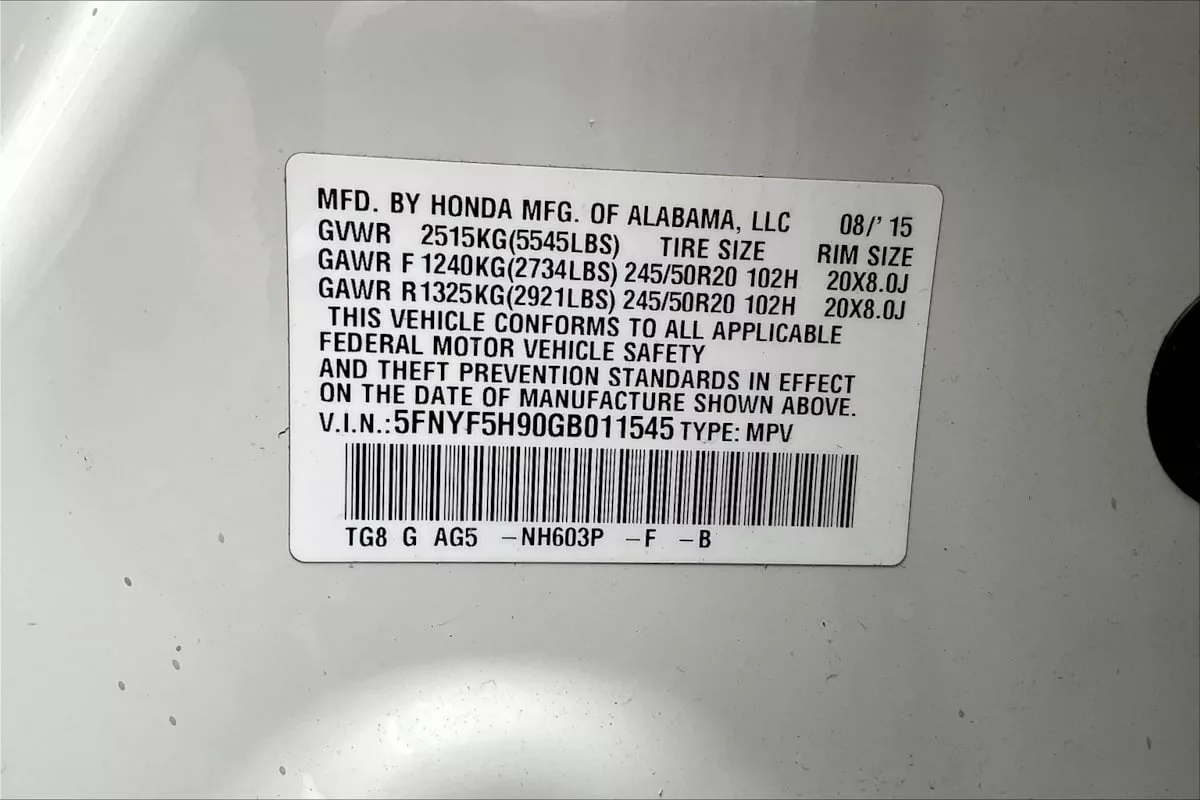 MFD. BY HONDA MFG. OF ALABAMA, LLC 08/' 15
GVWR 2515KG(5545LBS) TIRE SIZE RIM SIZE
GAWR F 1240KG(2734LBS) 245/50R20 102H 20X8.0J
GAWR R1325KG(2921LBS) 245/50R20 102H 20X8.0J
THIS VEHICLE CONFORMS TO ALL APPLICABLE
FEDERAL MOTOR VEHICLE SAFETY
AND THEFT PREVENTION STANDARDS IN EFFECT
ON THE DATE OF MANUFACTURE SHOWN ABOVE.
V.I.N.:5FNYF5H90GB011545 TYPE: MPV
TG8 G AG5 –NH603P –F –B